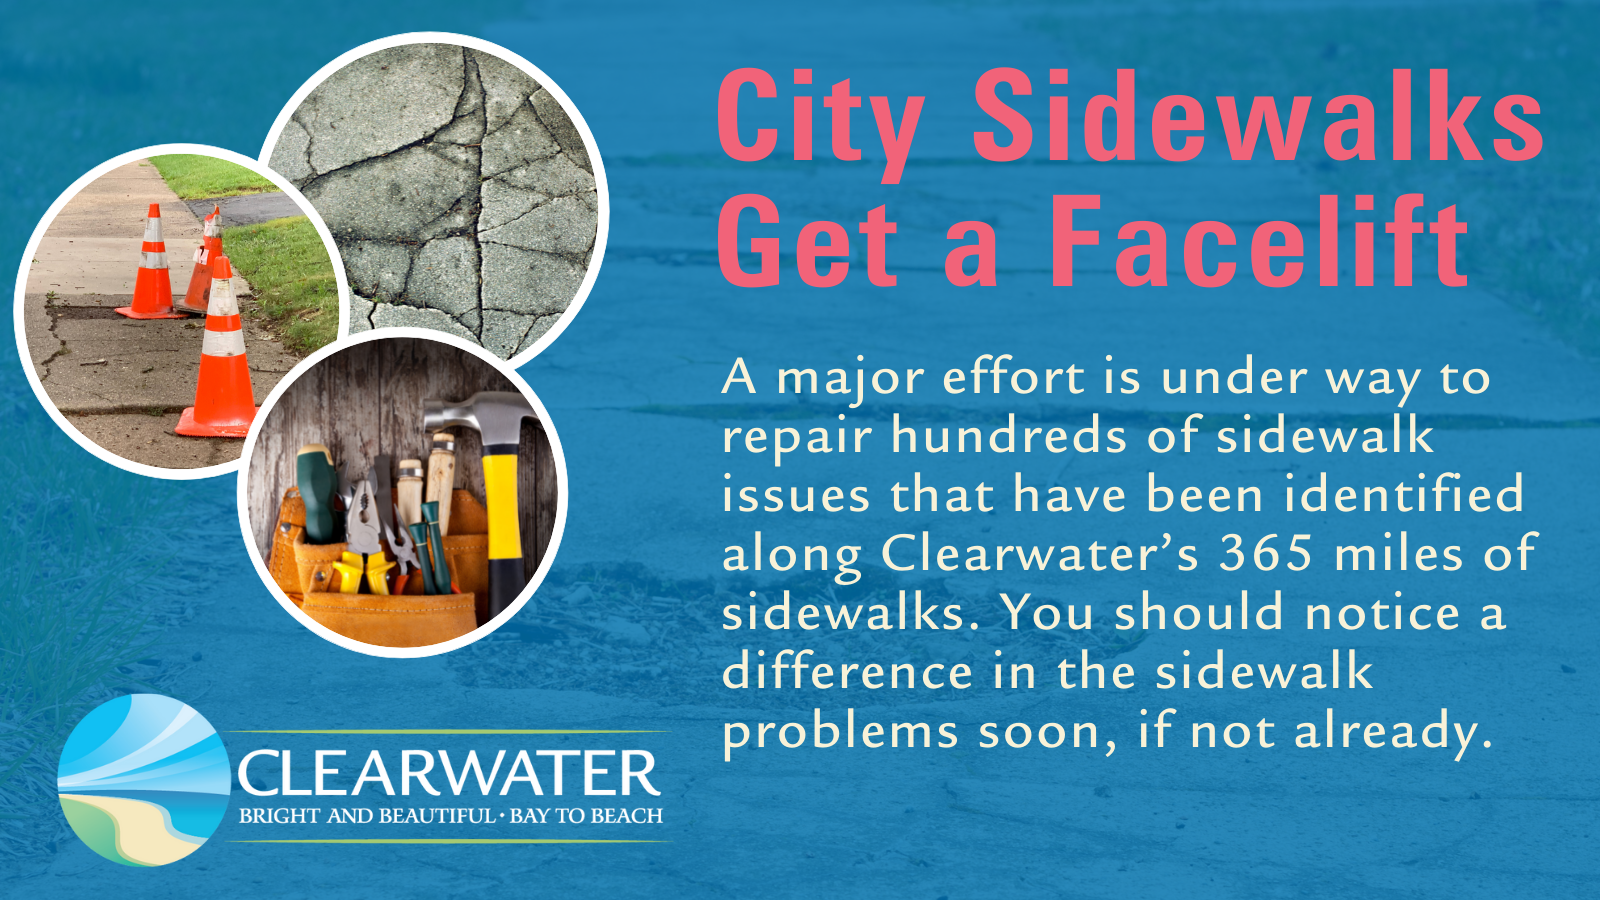 City Sidewalks
Get a Facelift
A major effort is under way to
repair hundreds of sidewalk
issues that have been identified
along Clearwater’s 365 miles of
sidewalks. You should notice a
difference in the sidewalk
problems soon, if not already.
CLEARWATER
BRIGHT AND BEAUTIFUL • BAY TO BEACH